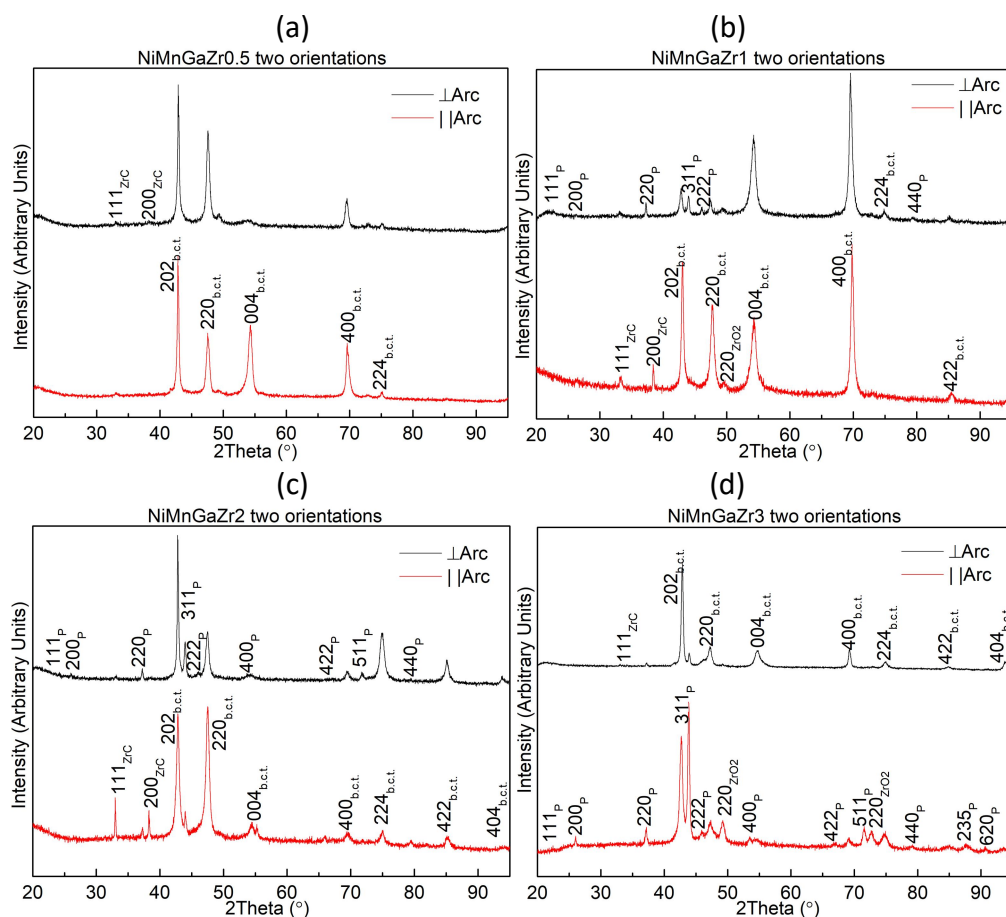 (a)
NiMnGaZr0.5 two orientations
⊥Arc
||Arc
Intensity (Arbitrary Units)
111ZrC
200ZrC
202b.c.t.
220b.c.t.
004b.c.t.
400b.c.t.
224b.c.t.
20 30 40 50 60 70 80 90
2Theta (°)
(b)
NiMnGaZr1 two orientations
⊥Arc
||Arc
Intensity (Arbitrary Units)
111P
200P
220P
311P
222P
224b.c.t.
440P
111ZrC
200ZrC
202b.c.t.
220b.c.t.
220ZrO2
004b.c.t.
400b.c.t.
422b.c.t.
20 30 40 50 60 70 80 90
2Theta (°)
(c)
NiMnGaZr2 two orientations
⊥Arc
||Arc
Intensity (Arbitrary Units)
111P
200P
220P
311P
222P
400P
422P
511P
440P
111ZrC
200ZrC
202b.c.t.
220b.c.t.
004b.c.t.
400b.c.t.
224b.c.t.
422b.c.t.
404b.c.t.
20 30 40 50 60 70 80 90
2Theta (°)
(d)
NiMnGaZr3 two orientations
⊥Arc
||Arc
Intensity (Arbitrary Units)
111ZrC
202b.c.t.
220b.c.t.
004b.c.t.
400b.c.t.
224b.c.t.
422b.c.t.
404b.c.t.
111P
200P
220P
311P
222P
220ZrO2
400P
422P
511P
220ZrO2
440P
235P
620P
20 30 40 50 60 70 80 90
2Theta (°)